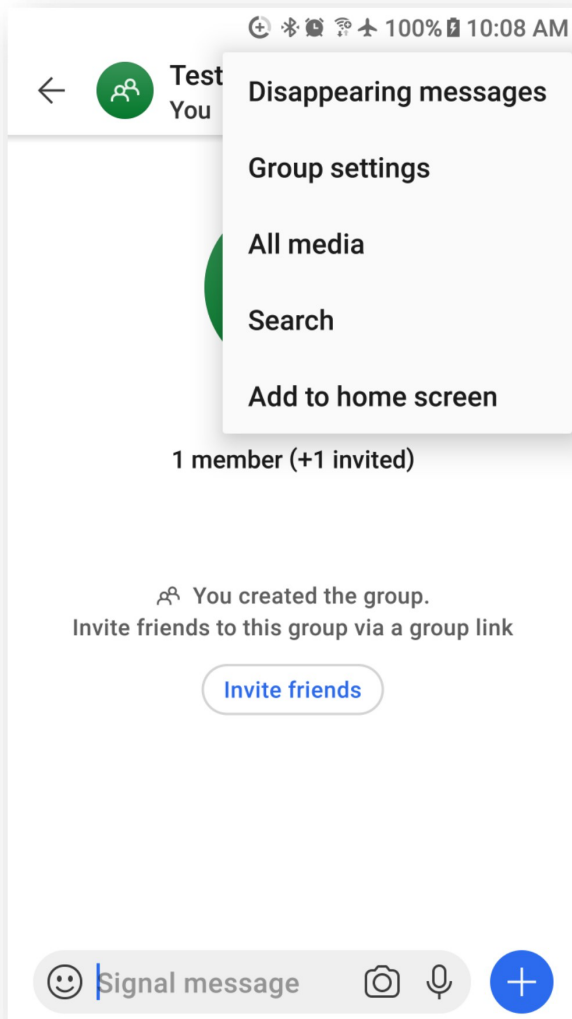 100% 10:08 AM
Test
You
Disappearing messages
Group settings
All media
Search
Add to home screen
1 member (+1 invited)
You created the group.
Invite friends to this group via a group link
Invite friends
Signal message